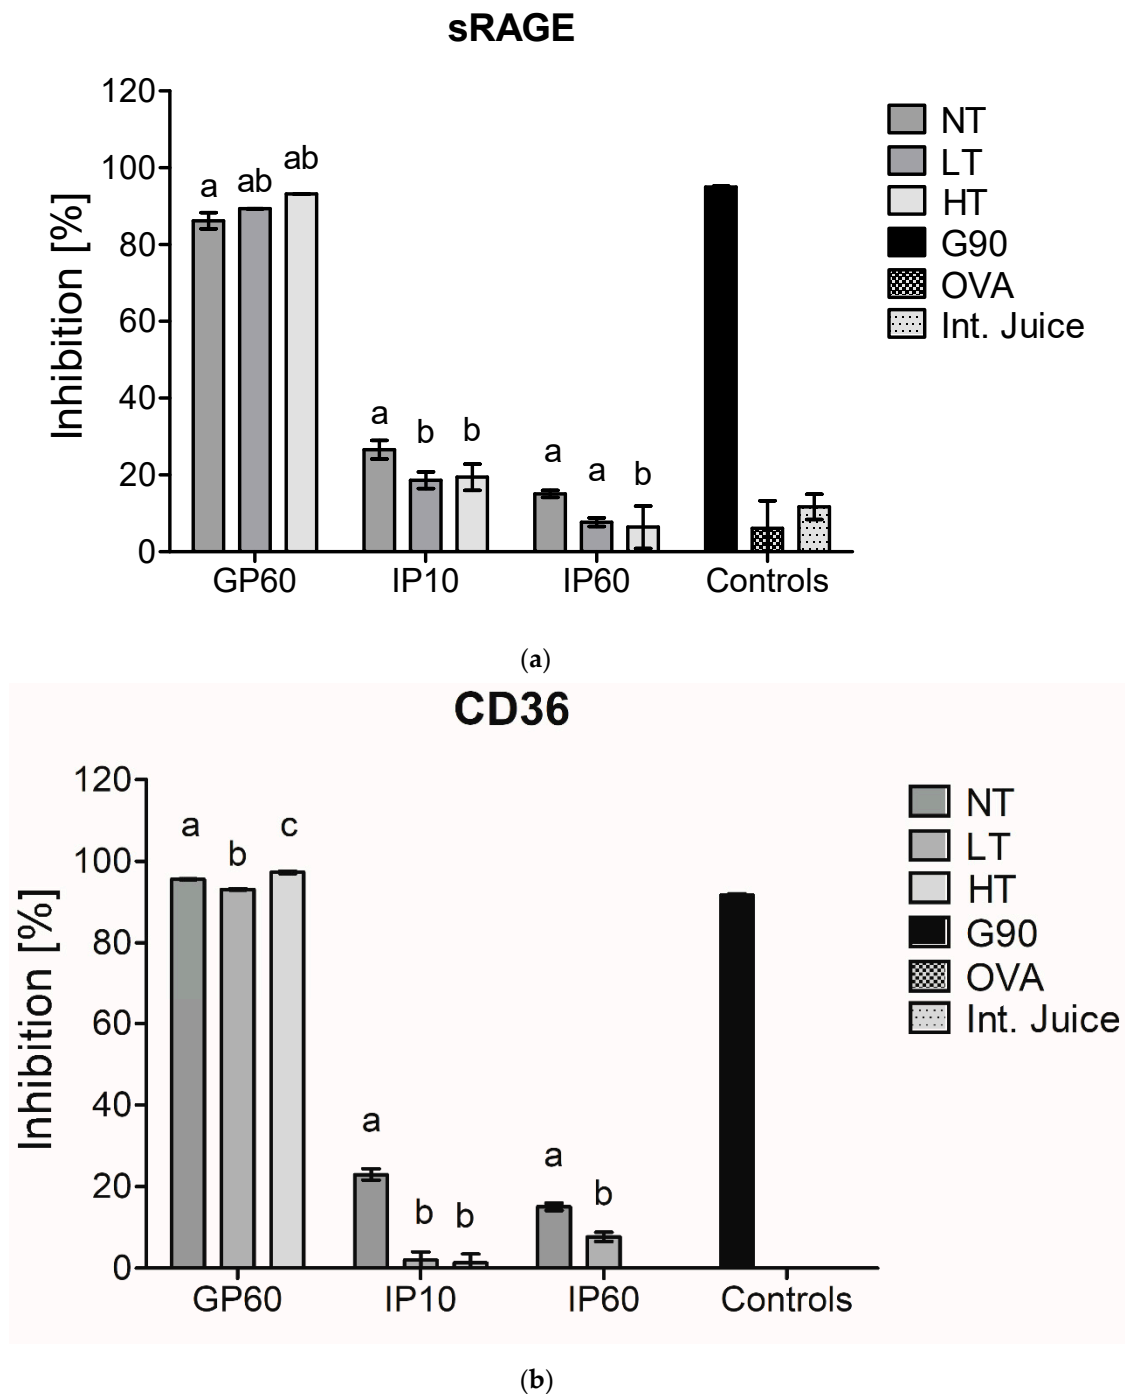 sRAGE
Inhibition [%]
120
100
80
60
40
20
0
a ab ab
a b b
a a b
GP60 IP10 IP60 Controls
NT
LT
HT
G90
OVA
Int. Juice
(a)
CD36
Inhibition [%]
120
100
80
60
40
20
0
a b c
a b b
a b
GP60 IP10 IP60 Controls
NT
LT
HT
G90
OVA
Int. Juice
(b)